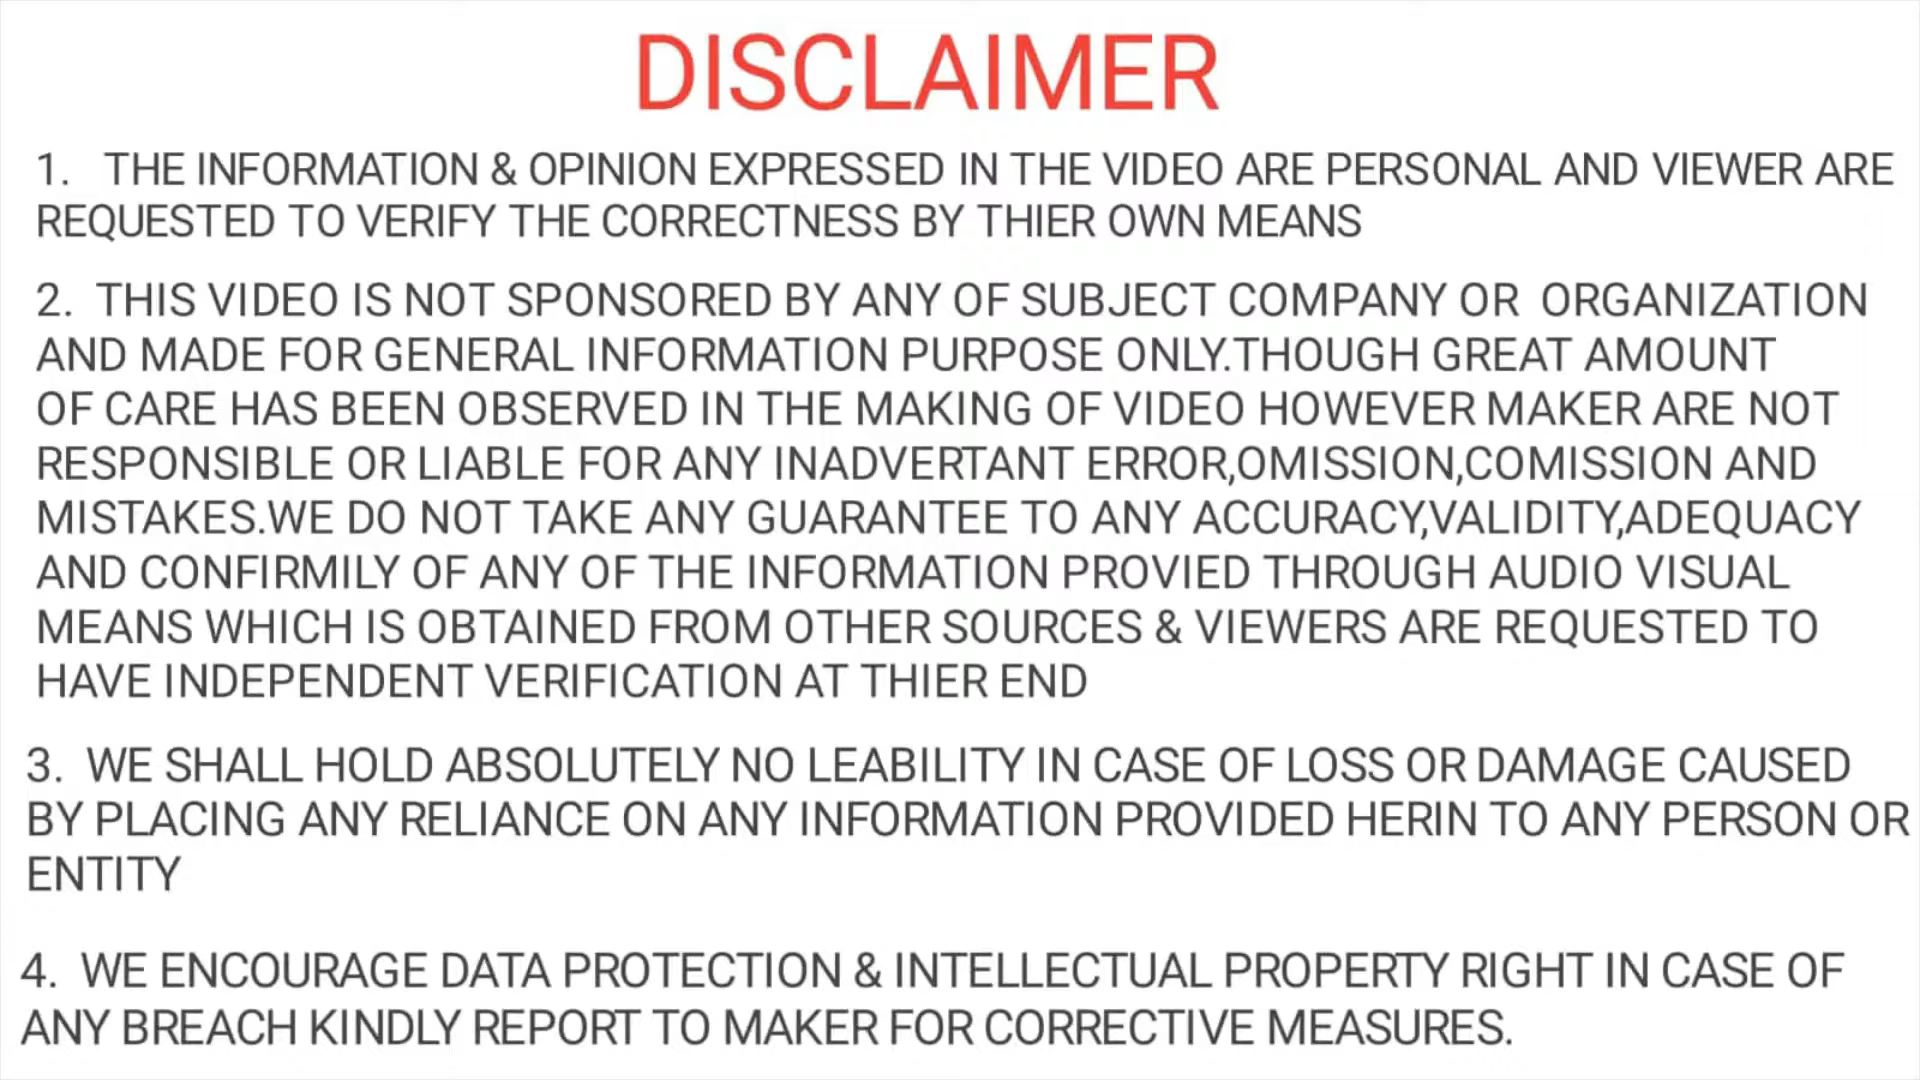 DISCLAIMER
1. THE INFORMATION & OPINION EXPRESSED IN THE VIDEO ARE PERSONAL AND VIEWER ARE
REQUESTED TO VERIFY THE CORRECTNESS BY THIER OWN MEANS
2. THIS VIDEO IS NOT SPONSORED BY ANY OF SUBJECT COMPANY OR ORGANIZATION
AND MADE FOR GENERAL INFORMATION PURPOSE ONLY.THOUGH GREAT AMOUNT
OF CARE HAS BEEN OBSERVED IN THE MAKING OF VIDEO HOWEVER MAKER ARE NOT
RESPONSIBLE OR LIABLE FOR ANY INADVERTANT ERROR,OMISSION,COMISSION AND
MISTAKES.WE DO NOT TAKE ANY GUARANTEE TO ANY ACCURACY,VALIDITY,ADEQUACY
AND CONFIRMILY OF ANY OF THE INFORMATION PROVIED THROUGH AUDIO VISUAL
MEANS WHICH IS OBTAINED FROM OTHER SOURCES & VIEWERS ARE REQUESTED TO
HAVE INDEPENDENT VERIFICATION AT THIER END
3. WE SHALL HOLD ABSOLUTELY NO LEABILITY IN CASE OF LOSS OR DAMAGE CAUSED
BY PLACING ANY RELIANCE ON ANY INFORMATION PROVIDED HERIN TO ANY PERSON OR
ENTITY
4. WE ENCOURAGE DATA PROTECTION & INTELLECTUAL PROPERTY RIGHT IN CASE OF
ANY BREACH KINDLY REPORT TO MAKER FOR CORRECTIVE MEASURES.